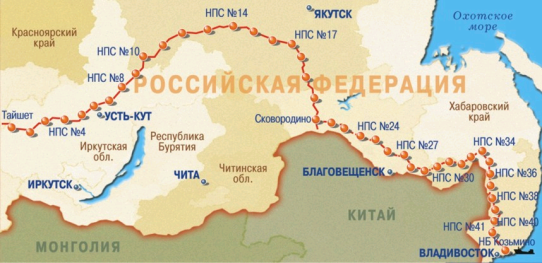 Охотское
море
ЯКУТСК
Красноярский
край
НПС №14
НПС №17
НПС №10
НПС №8
РОССИЙСКАЯ ФЕДЕРАЦИЯ
Хабаровский
край
Тайшет
НПС №4
УСТЬ-КУТ
Сковородино
НПС №24
НПС №27
НПС №34
Иркутская
обл.
Республика
Бурятия
Читинская
обл.
ЧИТА
ИРКУТСК
БЛАГОВЕЩЕНСК
НПС №30
НПС №36
НПС №38
НПС №40
НПС №41
КИТАЙ
МОНГОЛИЯ
НБ Козьмино
ВЛАДИВОСТОК